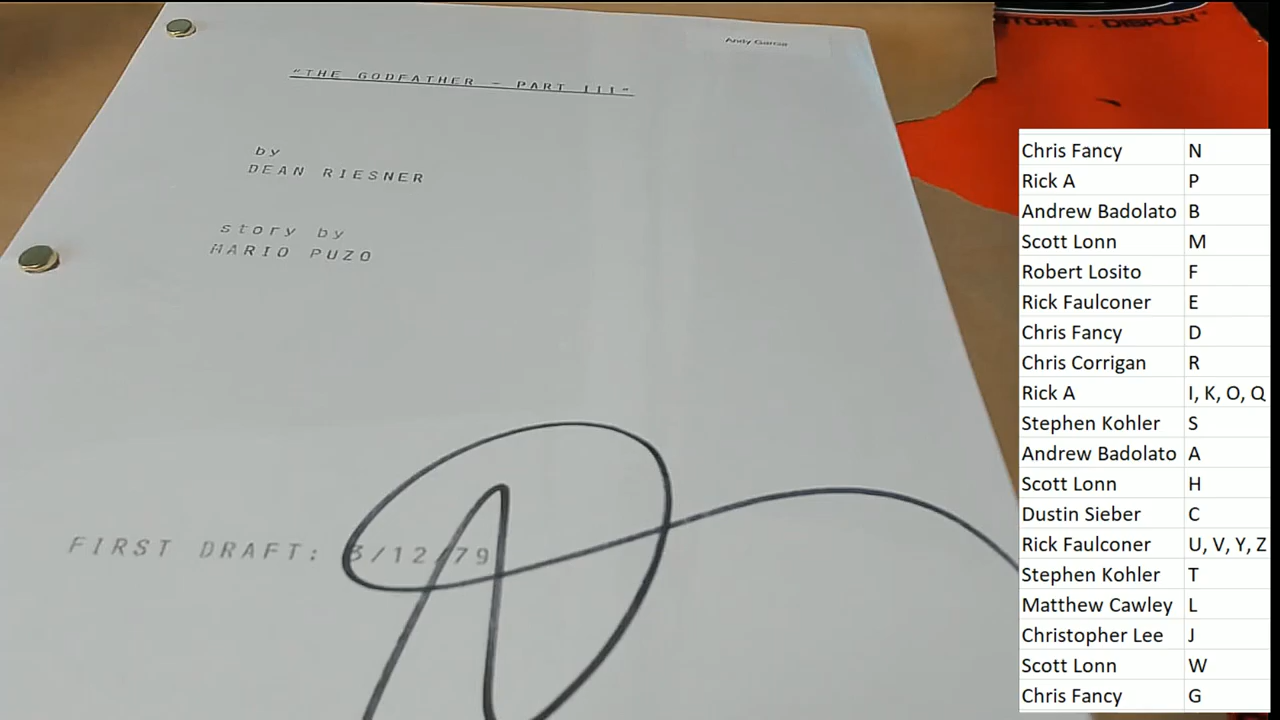 Andy Garcia
STORE - DISPLAY"
"THE GODFATHER - PART III"
by
DEAN RIESNER
story by
MARIO PUZO
FIRST DRAFT: 3/12/79
Chris Fancy N
Rick A P
Andrew Badolato B
Scott Lonn M
Robert Losito F
Rick Faulconer E
Chris Fancy D
Chris Corrigan R
Rick A I, K, O, Q
Stephen Kohler S
Andrew Badolato A
Scott Lonn H
Dustin Sieber C
Rick Faulconer U, V, Y, Z
Stephen Kohler T
Matthew Cawley L
Christopher Lee J
Scott Lonn W
Chris Fancy G